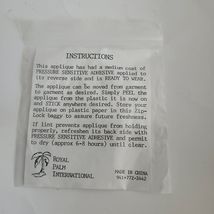 INSTRUCTIONS
This applique has had a medium coat of
PRESSURE SENSITIVE ADHESIVE applied to
its reverse side and is READY TO WEAR.
The applique can be moved from garment
to garment as desired. Simply PEEL the
applique from the plastic it is now on
and STICK anywhere desired. Store your
applique on plastic paper in this Zip-
Lock baggy to assure future freshness.
If lint prevents applique from holding
properly, refreshen its back side with
PRESSURE SENSITIVE ADHESIVE and permit
to dry (approx 6-8 hours) until clear.
ROYAL
PALM
INTERNATIONAL
MADE IN CHINA
941-772-3442